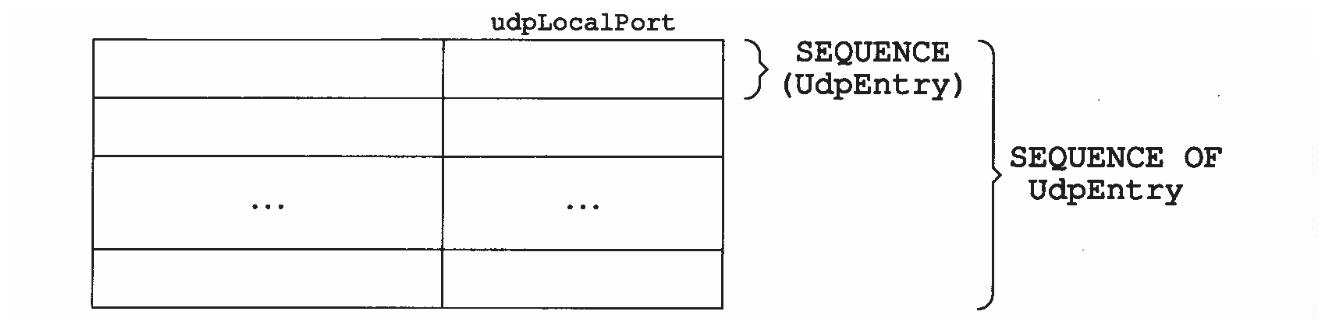 udpLocalPort
SEQUENCE
(UdpEntry)
SEQUENCE OF
UdpEntry
... ...